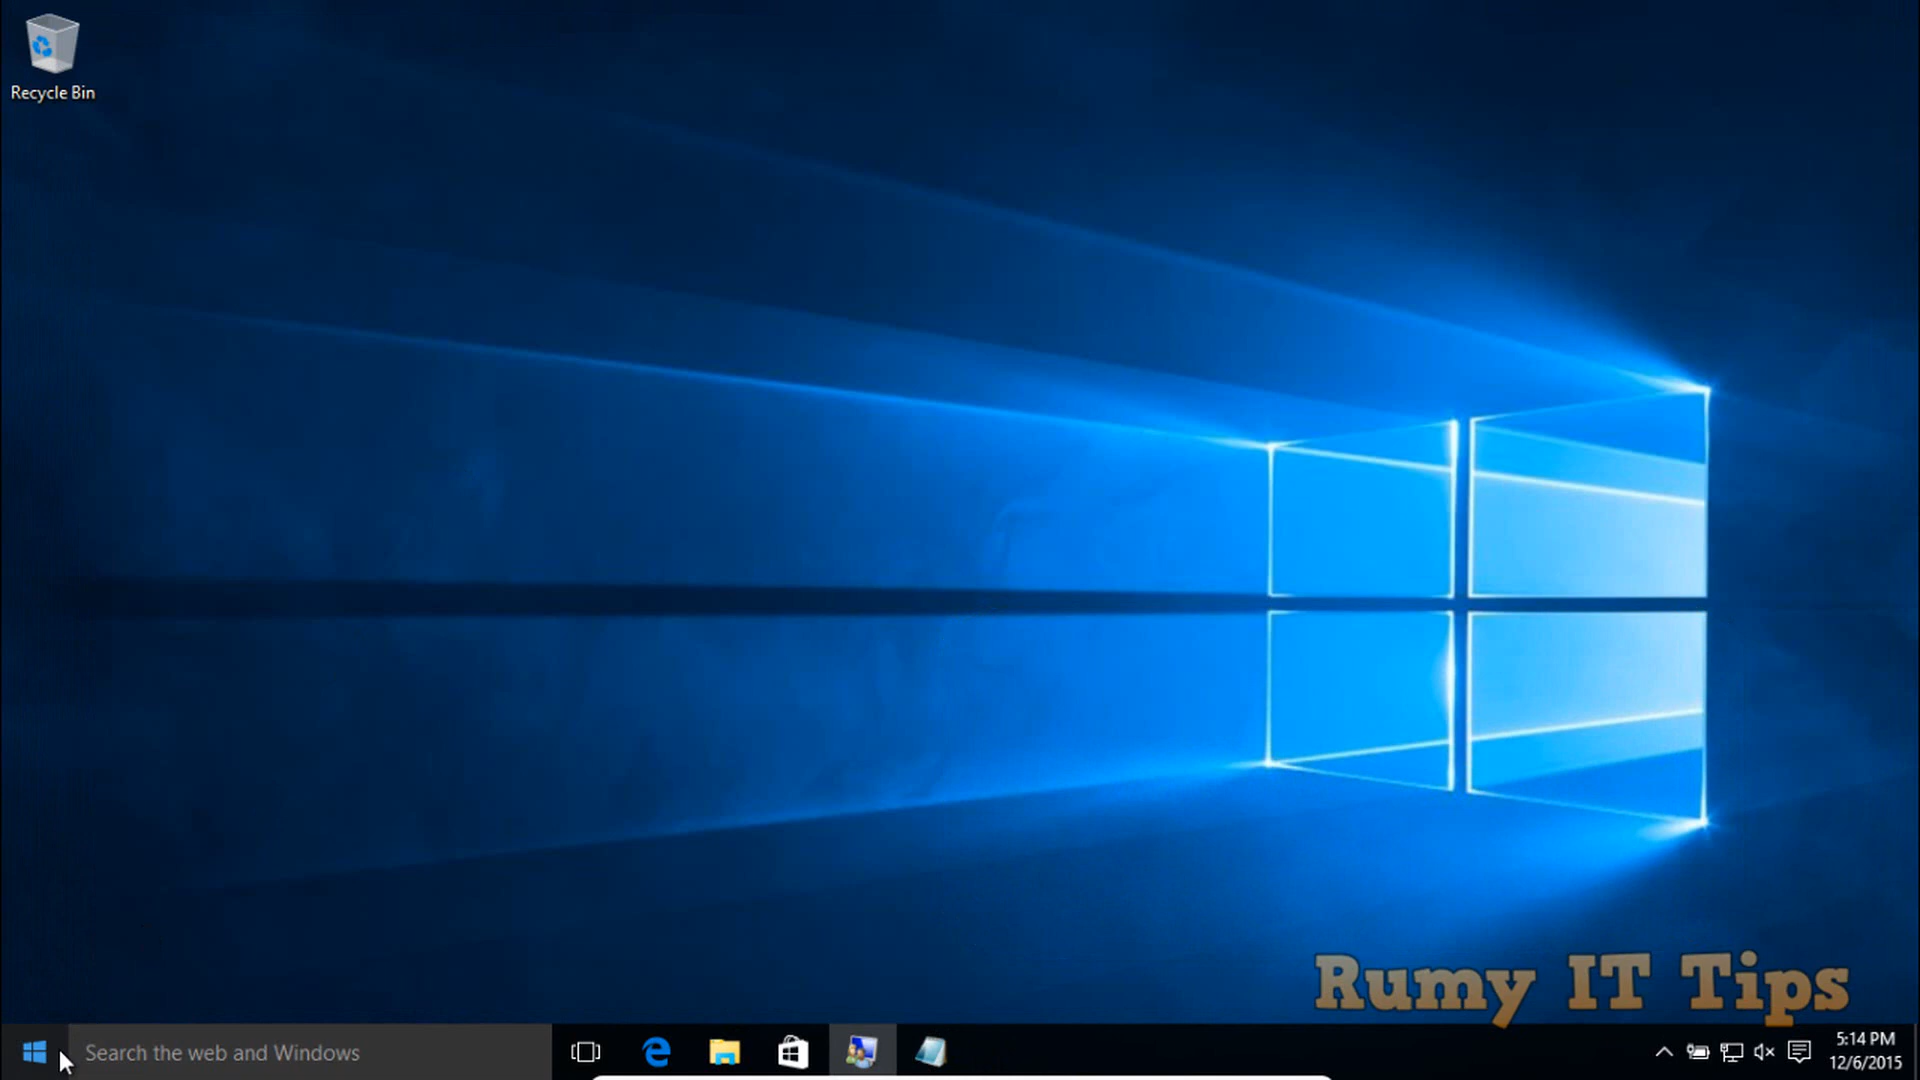 Recycle Bin
Rumy IT Tips
Search the web and Windows
5:14 PM
12/6/2015